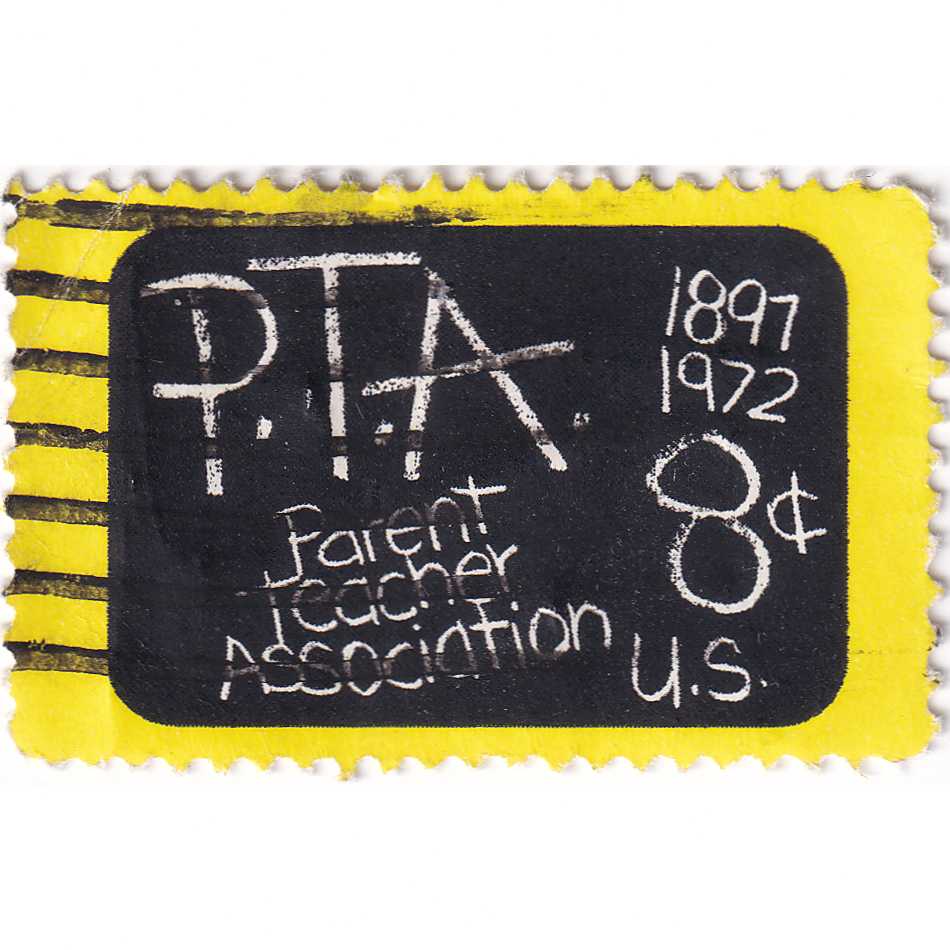 P.T.A.
Parent
Teacher
Association
1897
1972
8¢
U.S.